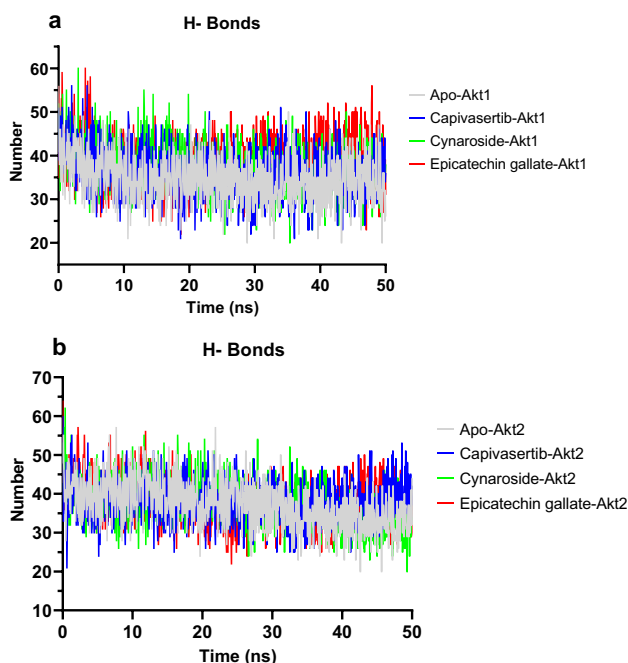 a
H- Bonds
60
50
40
30
20
Number
0 10 20 30 40 50
Time (ns)
Apo-Akt1
Capivasertib-Akt1
Cynaroside-Akt1
Epicatechin gallate-Akt1
b
H- Bonds
70
60
50
40
30
20
10
Number
0 10 20 30 40 50
Time (ns)
Apo-Akt2
Capivasertib-Akt2
Cynaroside-Akt2
Epicatechin gallate-Akt2